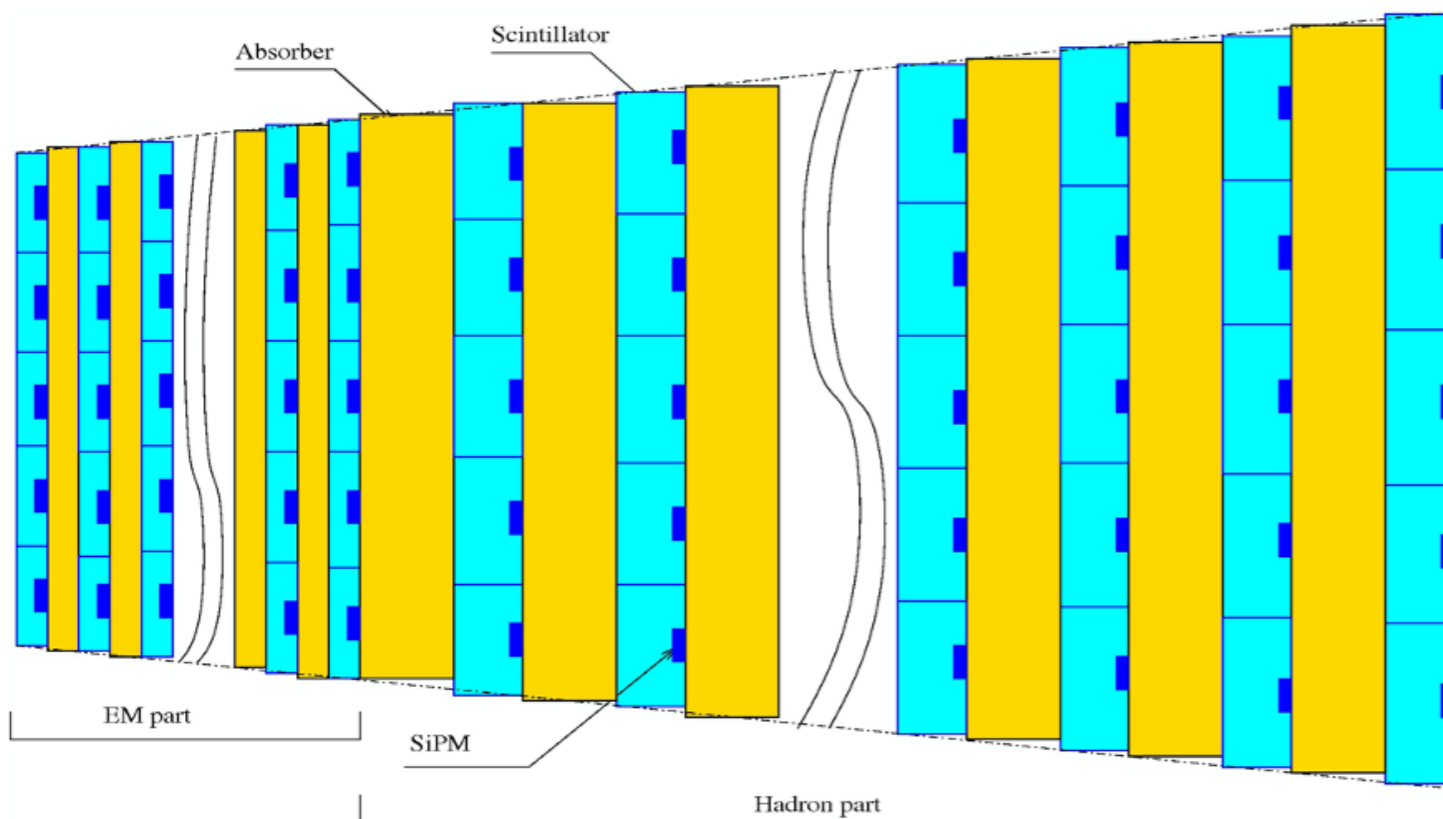 Absorber
Scintillator
EM part
SiPM
Hadron part